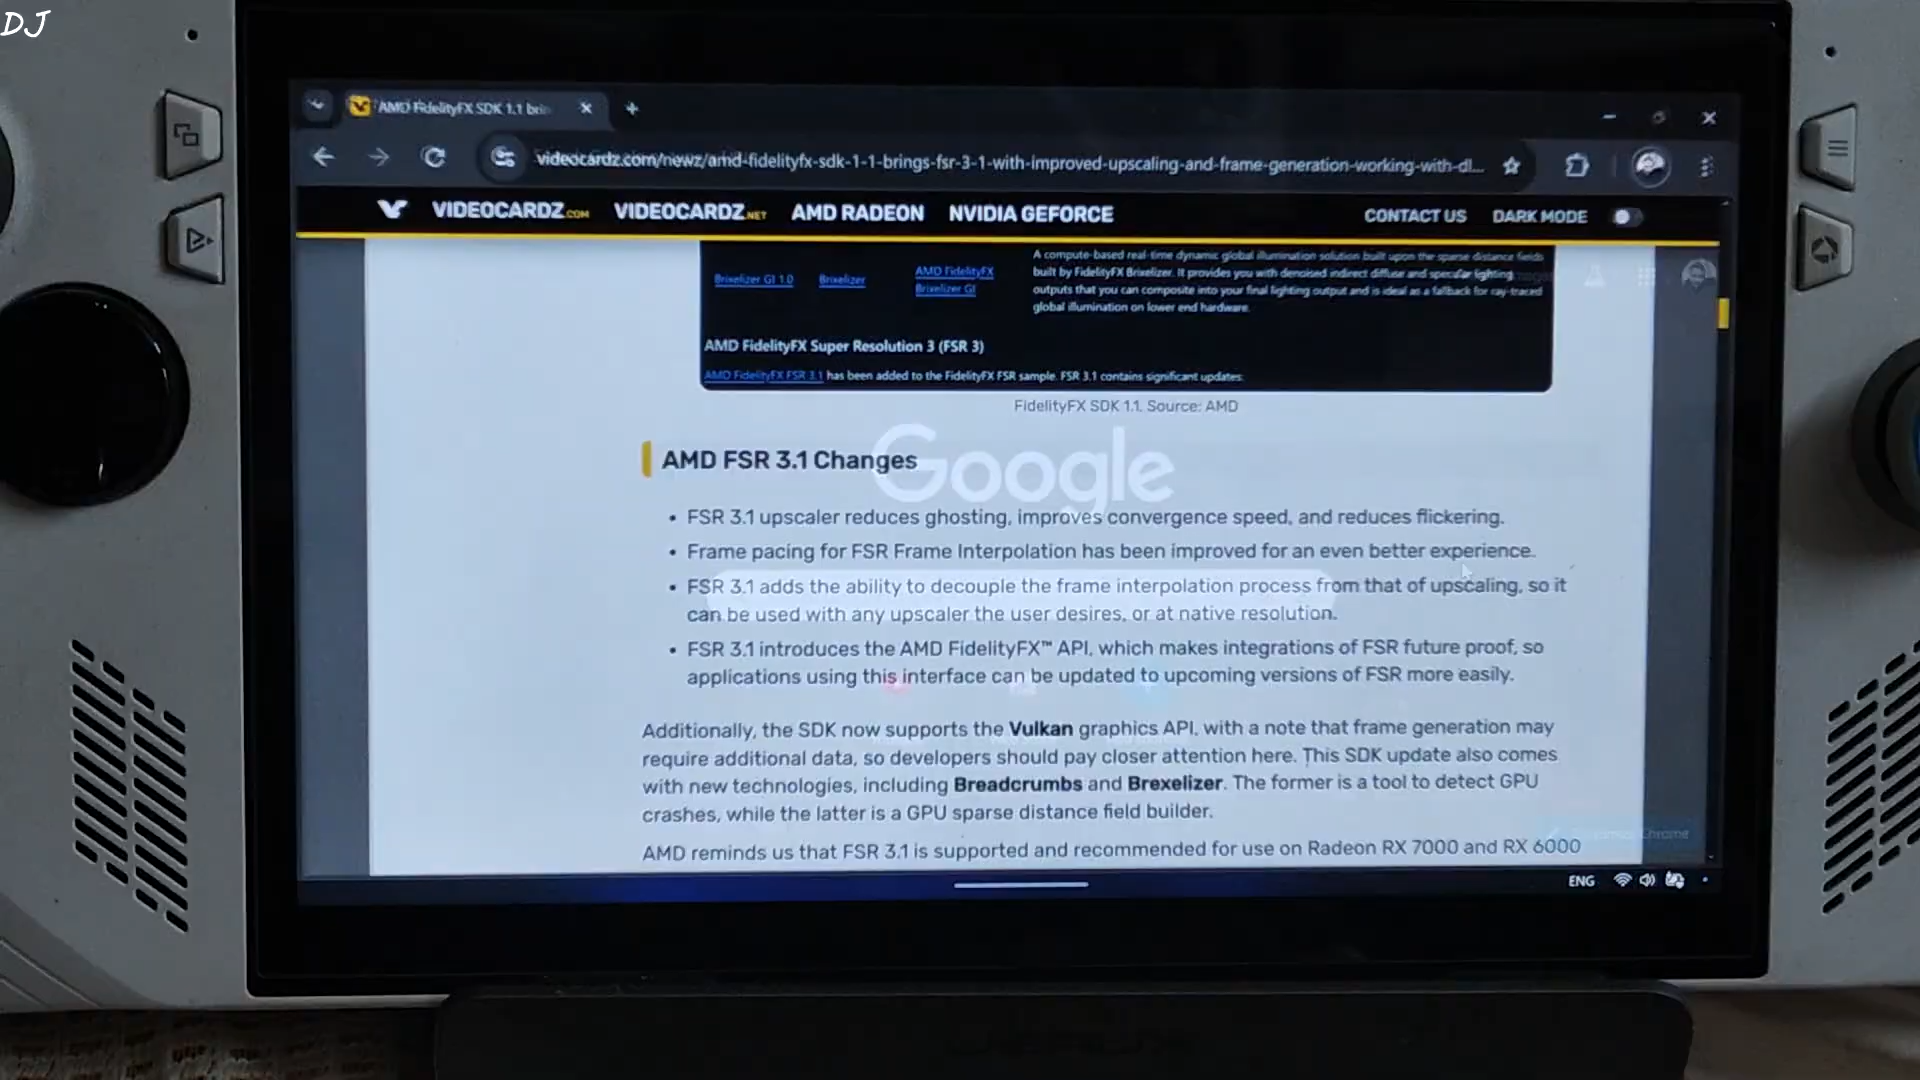 DJ
AMD FidelityFX SDK 1.1 brin
videocardz.com/newz/amd-fidelityfx-sdk-1-1-brings-fsr-3-1-with-improved-upscaling-and-frame-generation-working-with-dl...
VIDEOCARDZ.COM VIDEOCARDZ.NET AMD RADEON NVIDIA GEFORCE CONTACT US DARK MODE
A compute-based real-time dynamic global illumination solution built upon the sparse distance fields
Brixelizer GI 1.0 Brixelizer AMD FidelityFX built by FidelityFX Brixelizer. It provides you with denoised indirect diffuse and specular lighting
Brixelizer GI outputs that you can composite into your final lighting output and is ideal as a fallback for ray-traced
global illumination on lower end hardware.
AMD FidelityFX Super Resolution 3 (FSR 3)
AMD FidelityFX FSR 3.1 has been added to the FidelityFX FSR sample. FSR 3.1 contains significant updates:
FidelityFX SDK 1.1. Source: AMD
Google
AMD FSR 3.1 Changes
• FSR 3.1 upscaler reduces ghosting, improves convergence speed, and reduces flickering.
• Frame pacing for FSR Frame Interpolation has been improved for an even better experience.
• FSR 3.1 adds the ability to decouple the frame interpolation process from that of upscaling, so it
can be used with any upscaler the user desires, or at native resolution.
• FSR 3.1 introduces the AMD FidelityFX™ API, which makes integrations of FSR future proof, so
applications using this interface can be updated to upcoming versions of FSR more easily.
Additionally, the SDK now supports the Vulkan graphics API, with a note that frame generation may
require additional data, so developers should pay closer attention here. This SDK update also comes
with new technologies, including Breadcrumbs and Brexelizer. The former is a tool to detect GPU
crashes, while the latter is a GPU sparse distance field builder.
Chrome
AMD reminds us that FSR 3.1 is supported and recommended for use on Radeon RX 7000 and RX 6000
ENG